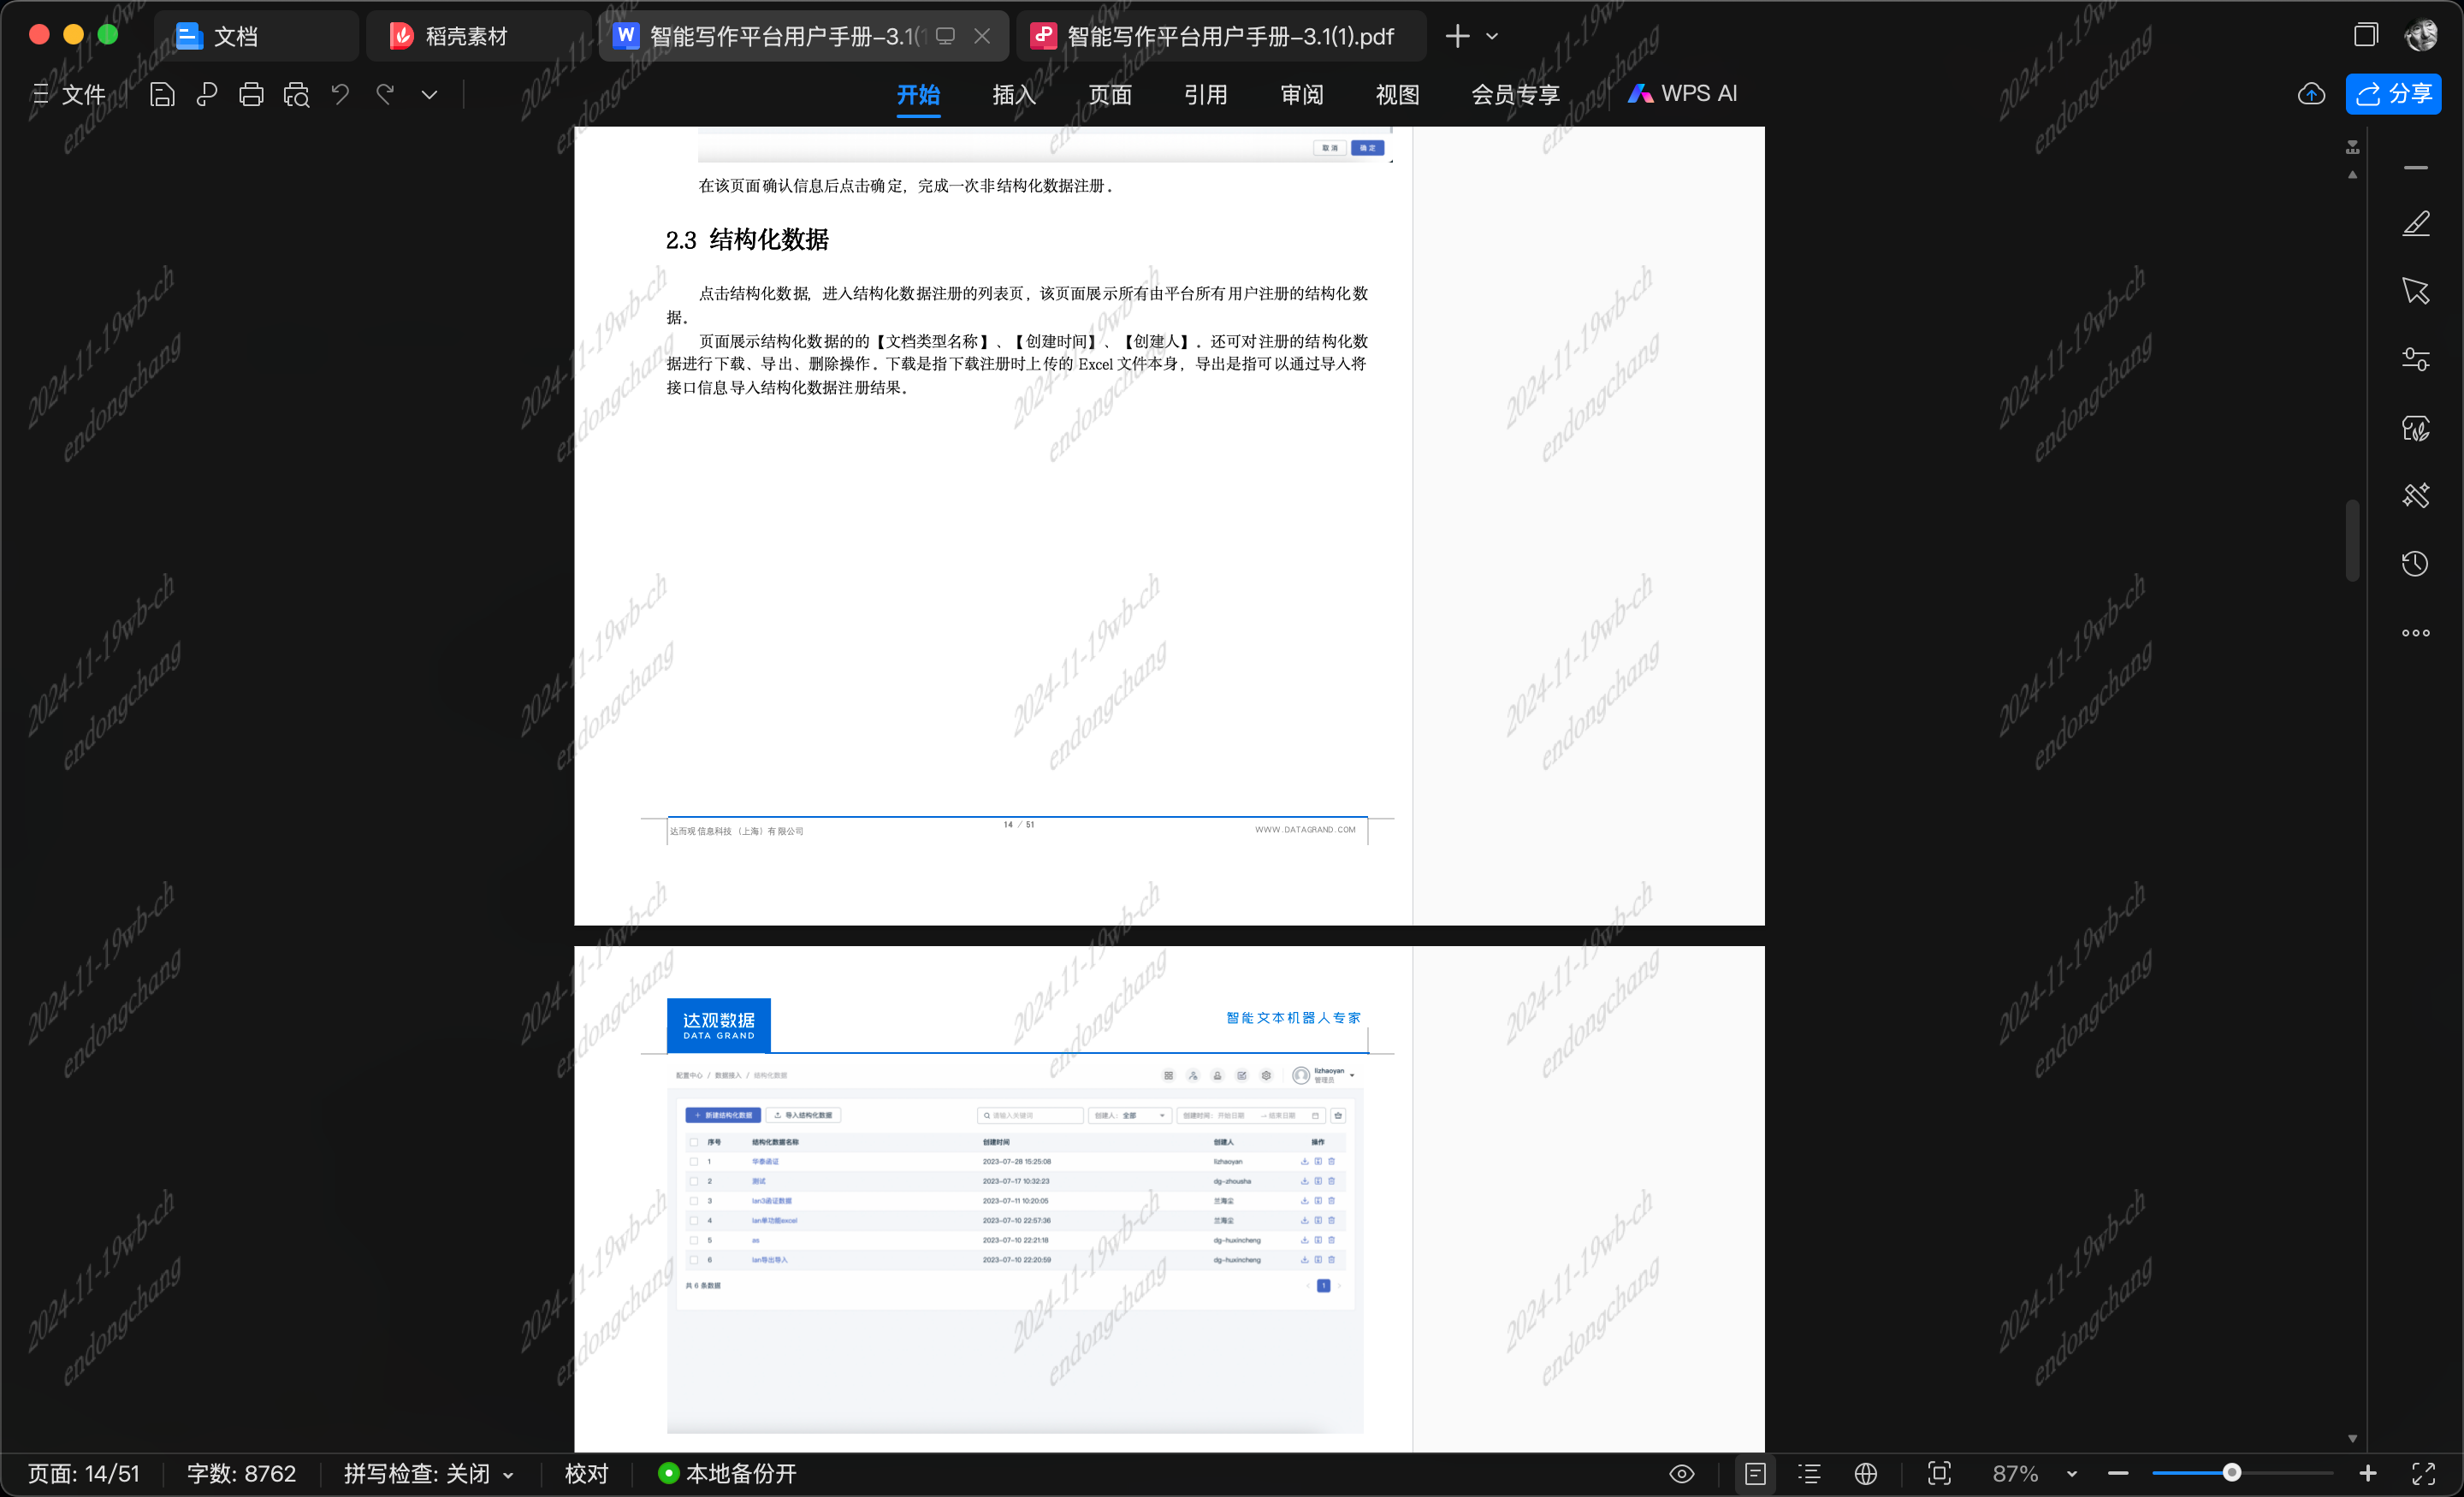 文档
稻壳素材
智能写作平台用户手册-3.1(
智能写作平台用户手册-3.1(1).pdf
文件
开始
插入
页面
引用
审阅
视图
会员专享
WPS AI
分享
取消 确定
在该页面确认信息后点击确定，完成一次非结构化数据注册。
2.3 结构化数据
点击结构化数据，进入结构化数据注册的列表页，该页面展示所有由平台所有用户注册的结构化数
据。
页面展示结构化数据的的【文档类型名称】、【创建时间】、【创建人】。还可对注册的结构化数
据进行下载、导出、删除操作。下载是指下载注册时上传的 Excel 文件本身，导出是指可以通过导入将
接口信息导入结构化数据注册结果。
达而观信息科技（上海）有限公司
14 / 51
WWW.DATAGRAND.COM
达观数据
DATA GRAND
智能文本机器人专家
配置中心 / 数据接入 / 结构化数据
lizhaoyan
管理员
+ 新建结构化数据 导入结构化数据 请输入关键词 创建人: 全部 创建时间: 开始日期 → 结束日期
序号 结构化数据名称 创建时间 创建人 操作
1 华泰函证 2023-07-28 15:25:08 lizhaoyan
2 测试 2023-07-17 10:32:23 dg-zhousha
3 lan3函证数据 2023-07-11 10:20:05 兰海尘
4 lan单功能excel 2023-07-10 22:57:36 兰海尘
5 as 2023-07-10 22:21:18 dg-huxincheng
6 lan导出导入 2023-07-10 22:20:59 dg-huxincheng
共 6 条数据
1
页面: 14/51
字数: 8762
拼写检查: 关闭
校对
本地备份开
87%
2024-11-19wb-ch
endongchang